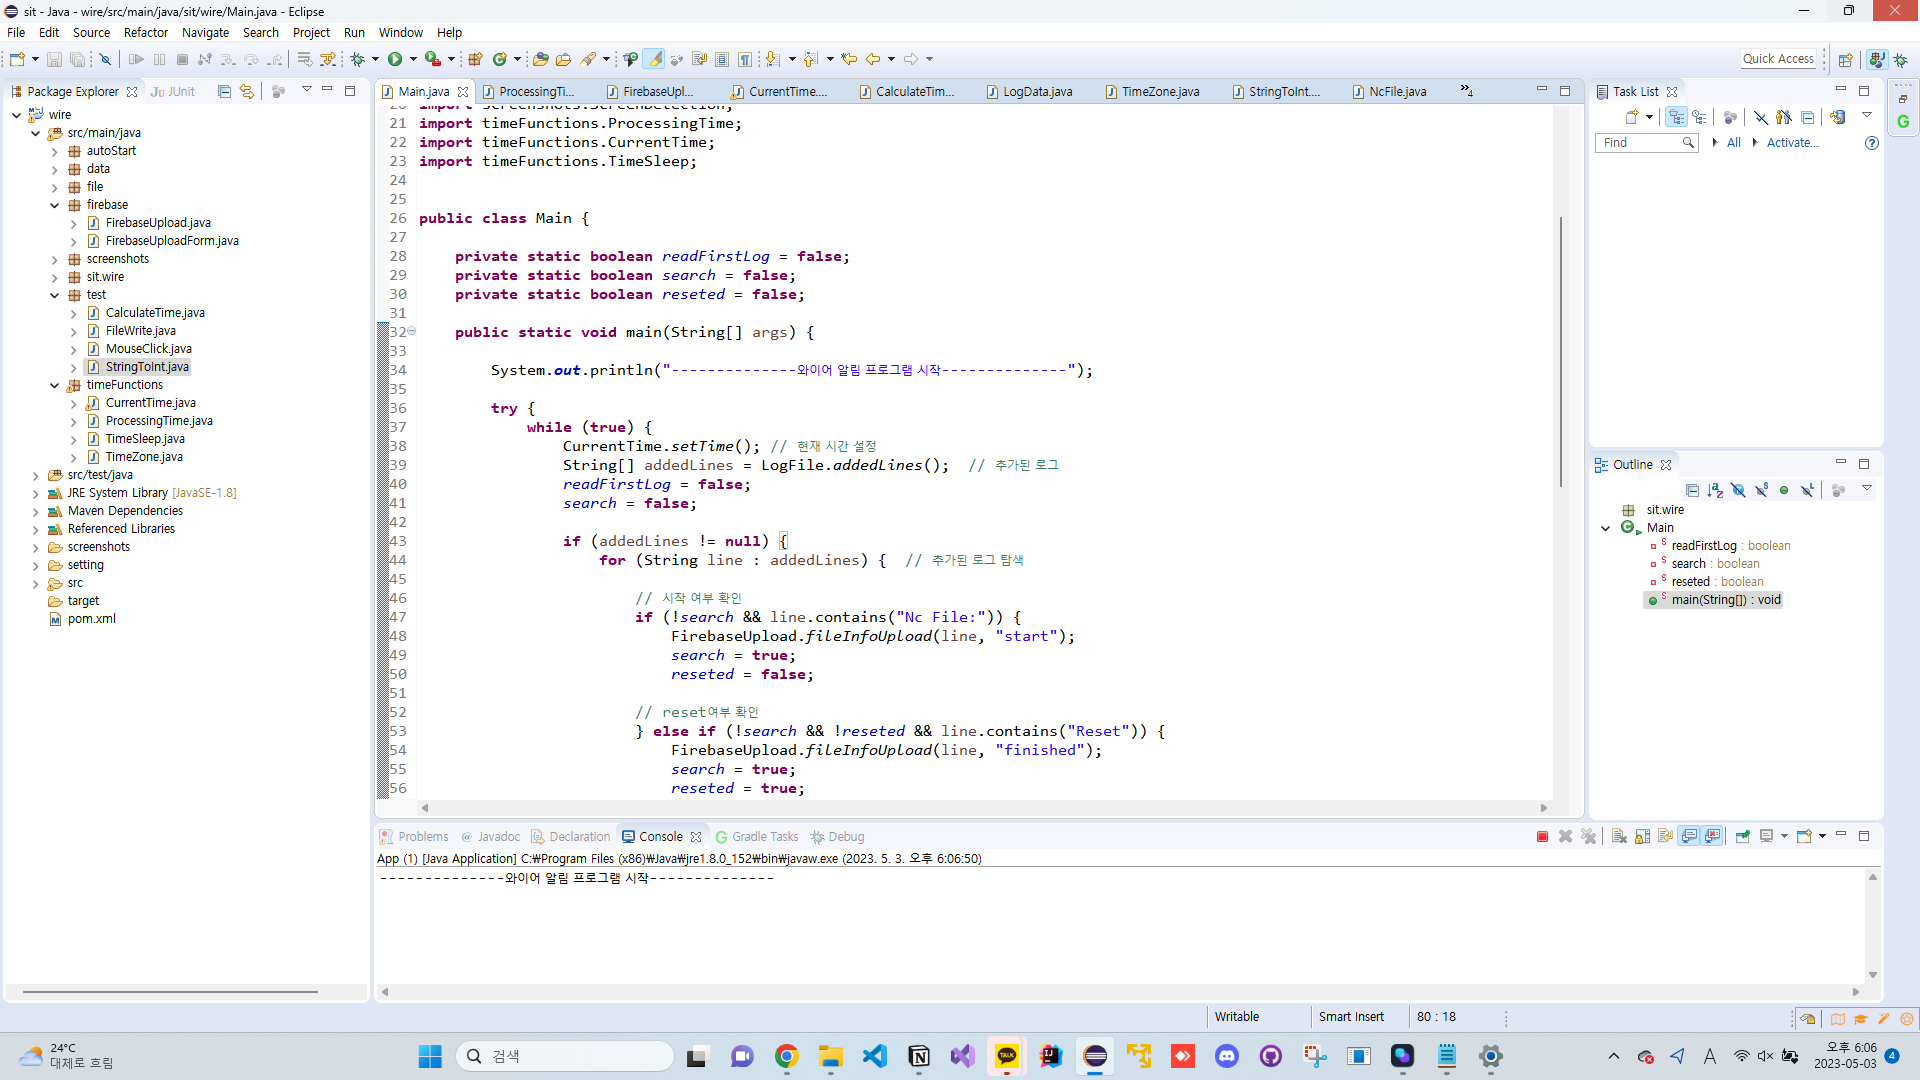 sit - Java - wire/src/main/java/sit/wire/Main.java - Eclipse
File Edit Source Refactor Navigate Search Project Run Window Help
Quick Access
Package Explorer
JUnit
wire
src/main/java
autoStart
data
file
firebase
FirebaseUpload.java
FirebaseUploadForm.java
screenshots
sit.wire
test
CalculateTime.java
FileWrite.java
MouseClick.java
StringToInt.java
timeFunctions
CurrentTime.java
ProcessingTime.java
TimeSleep.java
TimeZone.java
src/test/java
JRE System Library [JavaSE-1.8]
Maven Dependencies
Referenced Libraries
screenshots
setting
src
target
pom.xml
Main.java ProcessingTi... FirebaseUpl... CurrentTime.... CalculateTim... LogData.java TimeZone.java StringToInt.... NcFile.java »4
20 import screenshots.ScreenDetection;
21 import timeFunctions.ProcessingTime;
22 import timeFunctions.CurrentTime;
23 import timeFunctions.TimeSleep;
24
25
26 public class Main {
27
28 private static boolean readFirstLog = false;
29 private static boolean search = false;
30 private static boolean reseted = false;
31
32 public static void main(String[] args) {
33
34 System.out.println("--------------와이어 알림 프로그램 시작--------------");
35
36 try {
37 while (true) {
38 CurrentTime.setTime(); // 현재 시간 설정
39 String[] addedLines = LogFile.addedLines(); // 추가된 로그
40 readFirstLog = false;
41 search = false;
42
43 if (addedLines != null) {
44 for (String line : addedLines) { // 추가된 로그 탐색
45
46 // 시작 여부 확인
47 if (!search && line.contains("Nc File:")) {
48 FirebaseUpload.fileInfoUpload(line, "start");
49 search = true;
50 reseted = false;
51
52 // reset여부 확인
53 } else if (!search && !reseted && line.contains("Reset")) {
54 FirebaseUpload.fileInfoUpload(line, "finished");
55 search = true;
56 reseted = true;
Task List
Find
All
Activate...
Outline
sit.wire
Main
readFirstLog : boolean
search : boolean
reseted : boolean
main(String[]) : void
Problems Javadoc Declaration Console Gradle Tasks Debug
App (1) [Java Application] C:₩Program Files (x86)₩Java₩jre1.8.0_152₩bin₩javaw.exe (2023. 5. 3. 오후 6:06:50)
--------------와이어 알림 프로그램 시작--------------
Writable
Smart Insert
80 : 18
24°C
대체로 흐림
검색
TALK
오후 6:06
2023-05-03
4